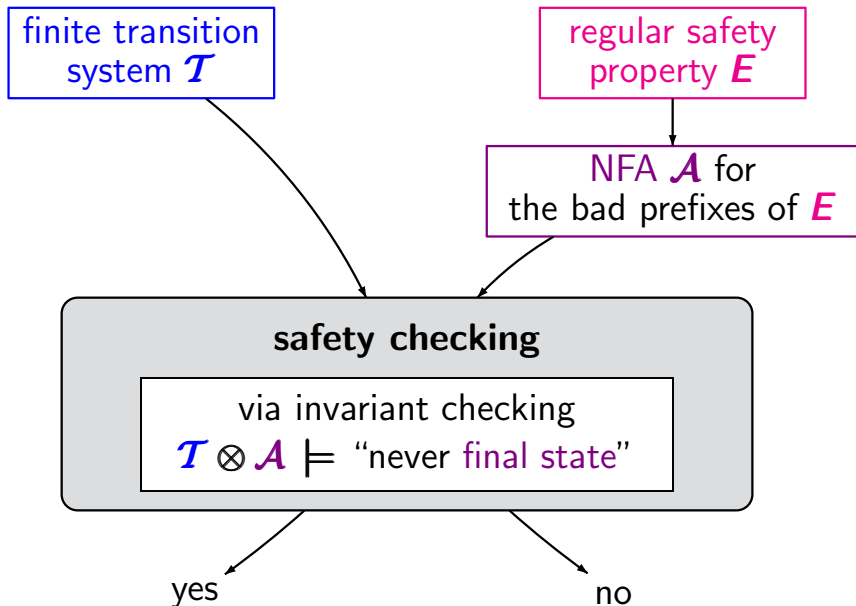 finite transition
system 𝓣
regular safety
property E
NFA 𝓐 for
the bad prefixes of E
safety checking
via invariant checking
𝓣 ⊗ 𝓐 ⊨ “never final state”
yes
no